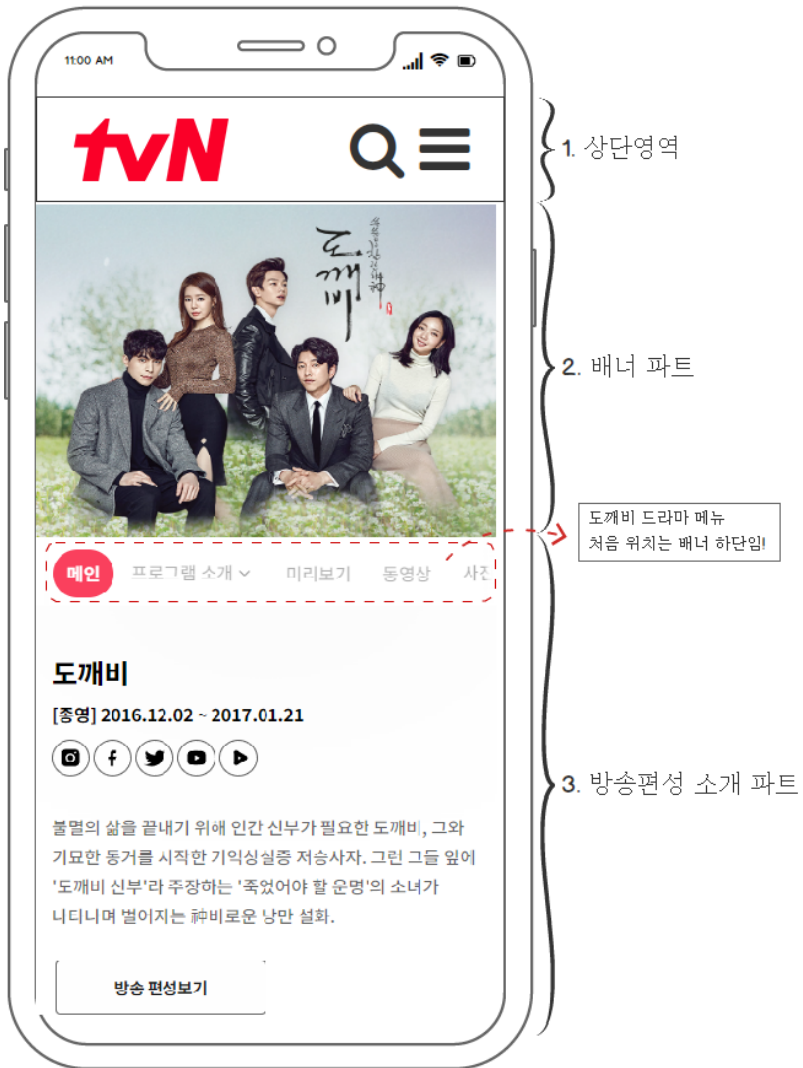 11:00 AM
tvN
1. 상단영역
도깨비
2. 배너 파트
도깨비 드라마 메뉴
처음 위치는 배너 하단임!
메인 프로그램 소개 미리보기 동영상 사진
도깨비
[종영] 2016.12.02 ~ 2017.01.21
3. 방송편성 소개 파트
불멸의 삶을 끝내기 위해 인간 신부가 필요한 도깨비, 그와
기묘한 동거를 시작한 기억상실증 저승사자. 그런 그들 앞에
'도깨비 신부'라 주장하는 '죽었어야 할 운명'의 소녀가
나타나며 벌어지는 神비로운 낭만 설화.
방송 편성보기